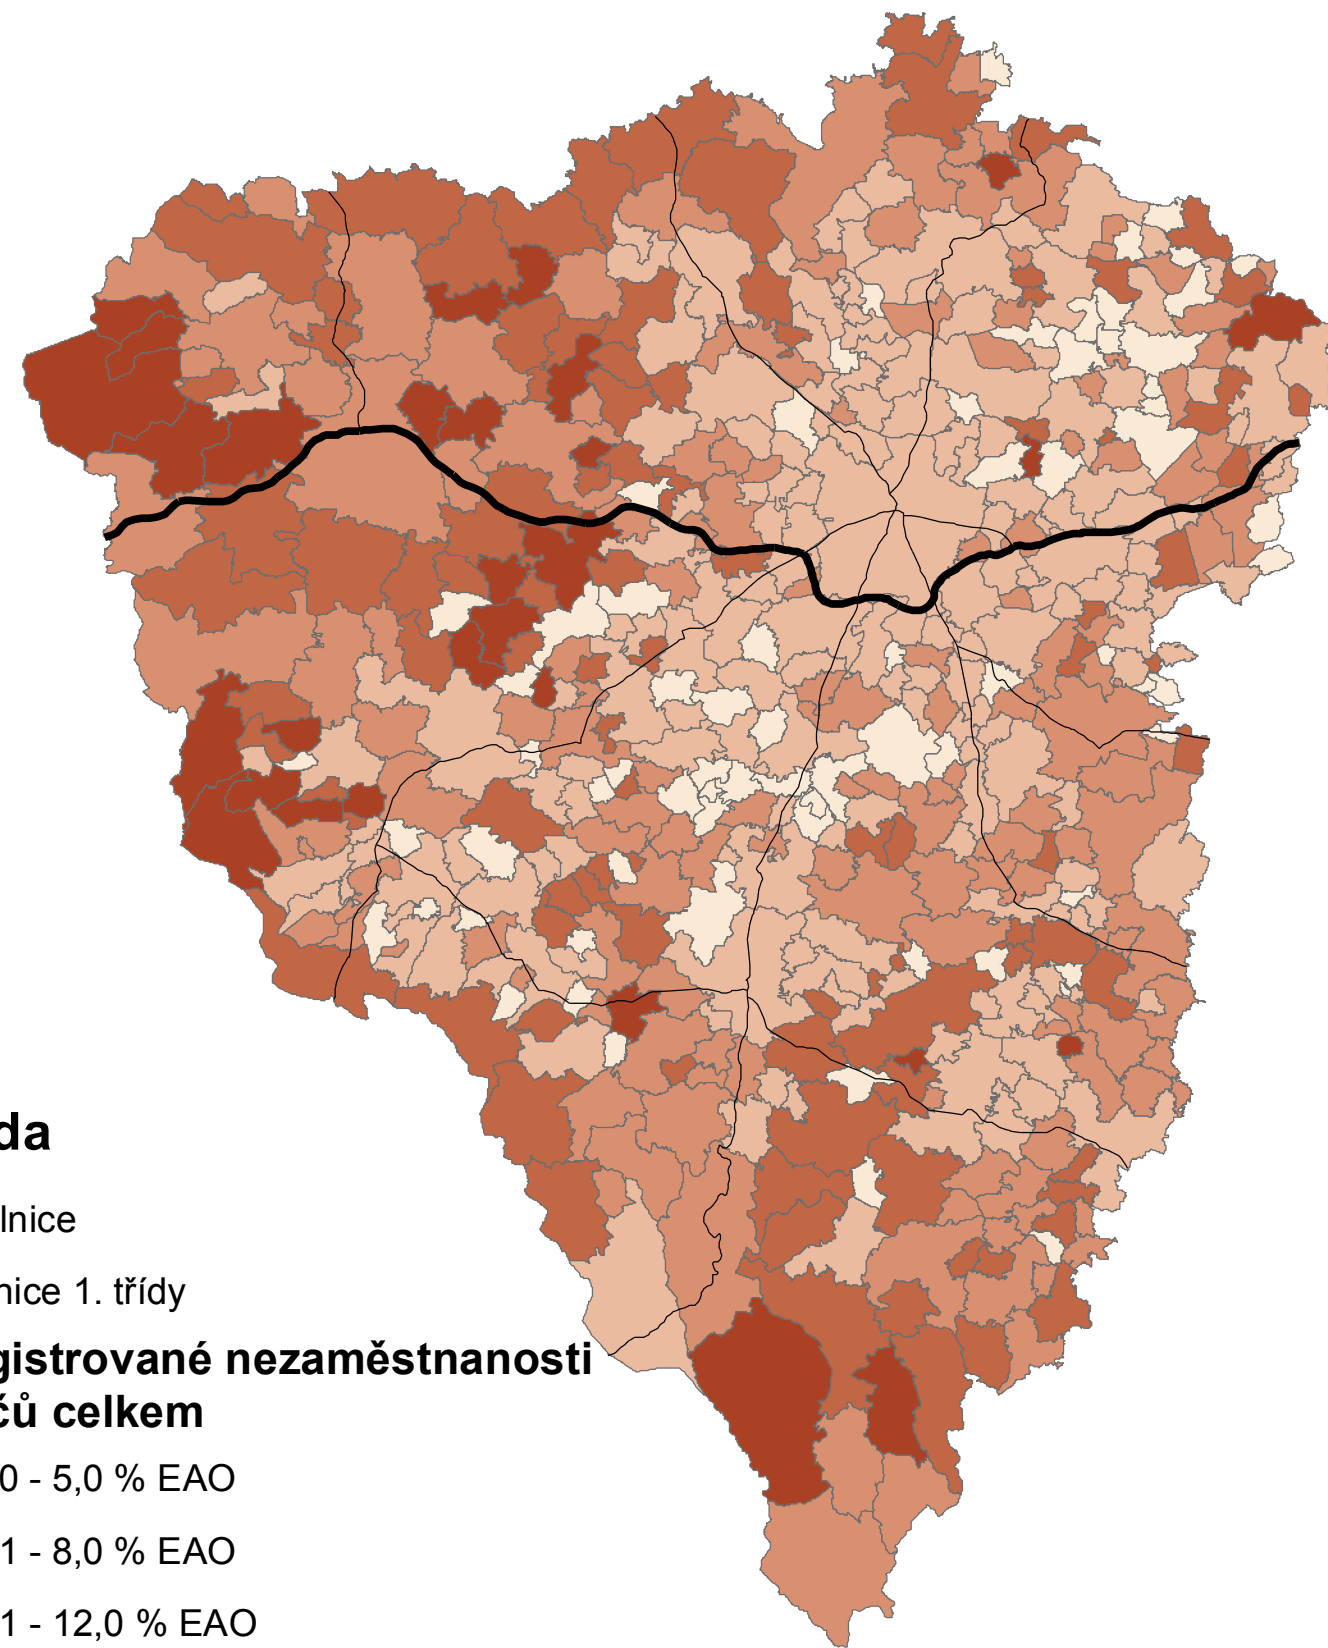 da
lnice
nice 1. třídy
gistrované nezaměstnanosti
čů celkem
0 - 5,0 % EAO
1 - 8,0 % EAO
1 - 12,0 % EAO